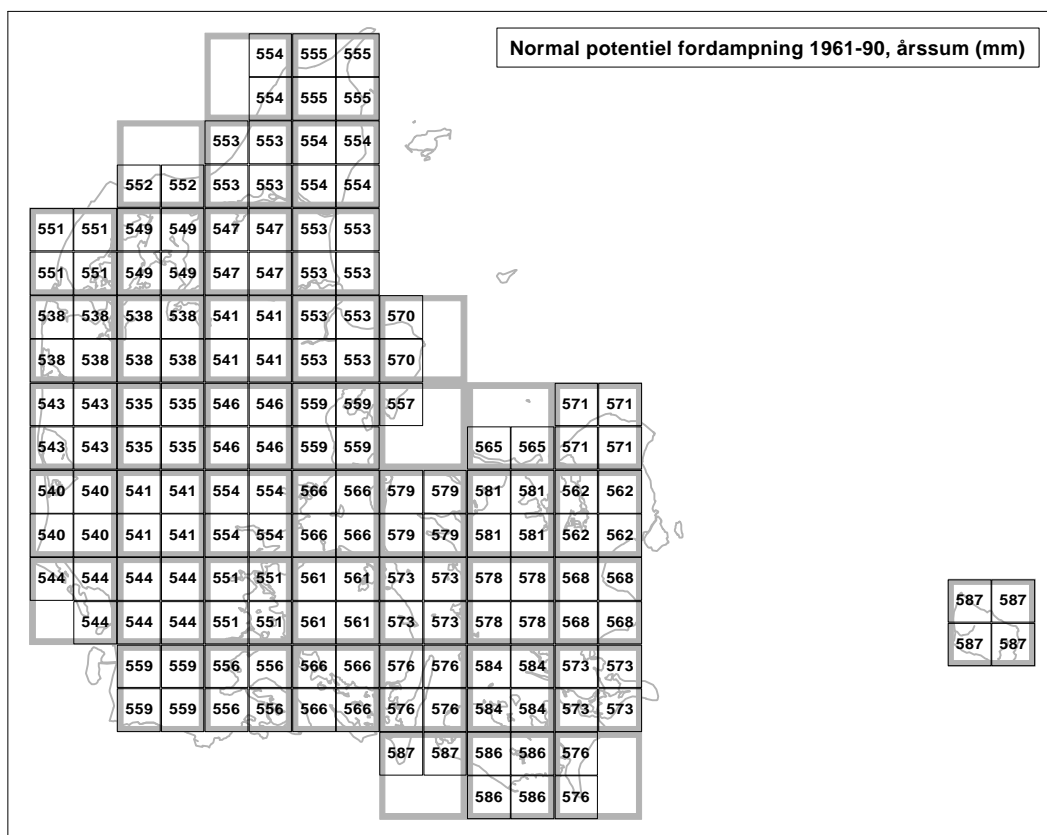 Normal potentiel fordampning 1961-90, årssum (mm)
554 555 555
554 555 555
553 553 554 554
552 552 553 553 554 554
551 551 549 549 547 547 553 553
551 551 549 549 547 547 553 553
538 538 538 538 541 541 553 553 570
538 538 538 538 541 541 553 553 570
543 543 535 535 546 546 559 559 557 571 571
543 543 535 535 546 546 559 559 565 565 571 571
540 540 541 541 554 554 566 566 579 579 581 581 562 562
540 540 541 541 554 554 566 566 579 579 581 581 562 562
544 544 544 544 551 551 561 561 573 573 578 578 568 568 587 587
544 544 544 551 551 561 561 573 573 578 578 568 568 587 587
559 559 556 556 566 566 576 576 584 584 573 573
559 559 556 556 566 566 576 576 584 584 573 573
587 587 586 586 576
586 586 576